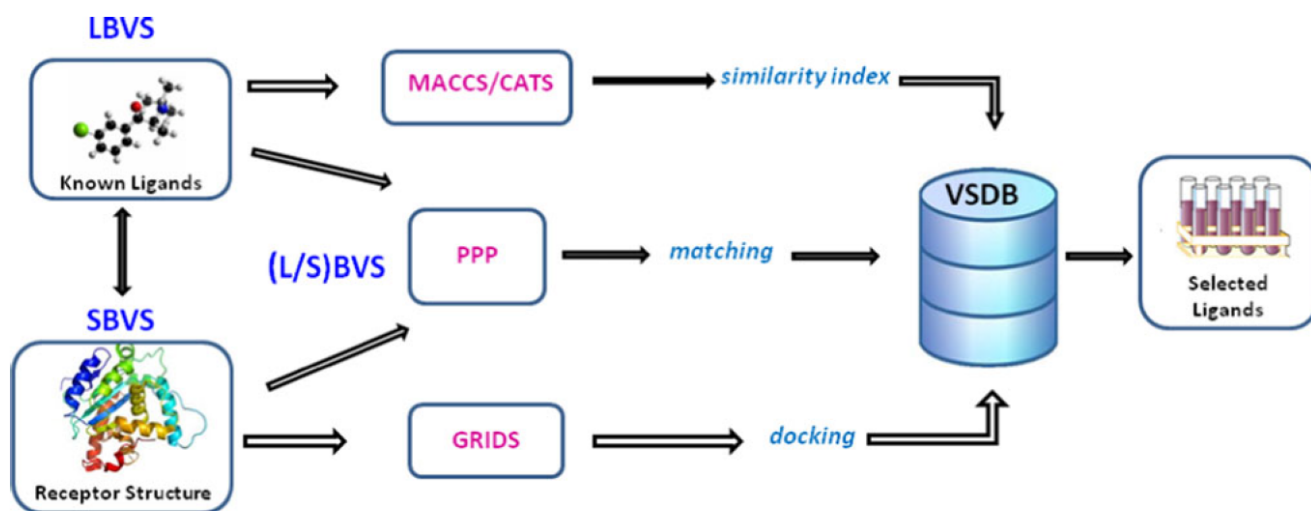 LBVS
Known Ligands
MACCS/CATS
similarity index
(L/S)BVS
PPP
matching
VSDB
Selected
Ligands
SBVS
Receptor Structure
GRIDS
docking